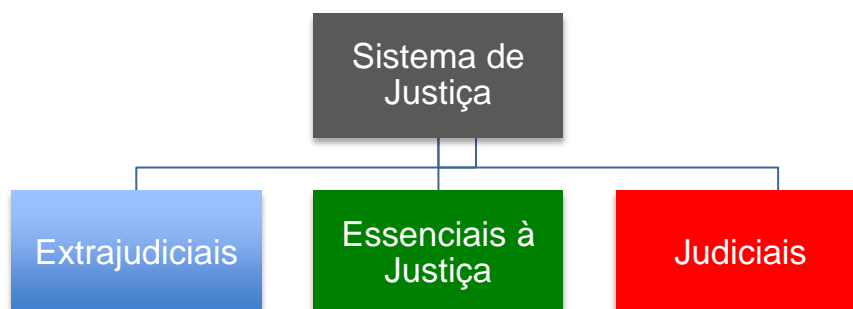 Sistema de
Justiça
Extrajudiciais
Essenciais à
Justiça
Judiciais